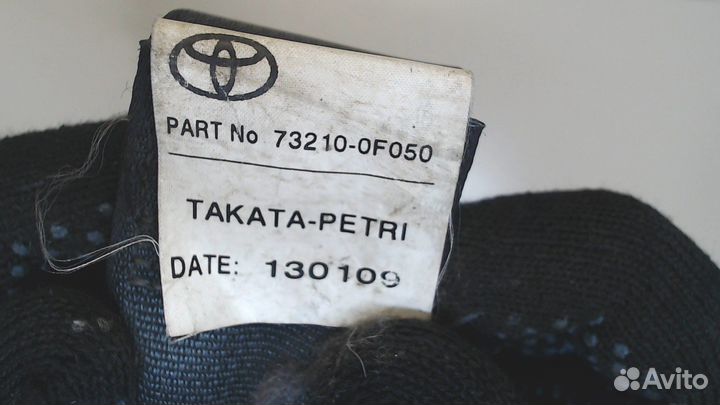 PART No 73210-0F050
TAKATA-PETRI
DATE: 130109
Avito